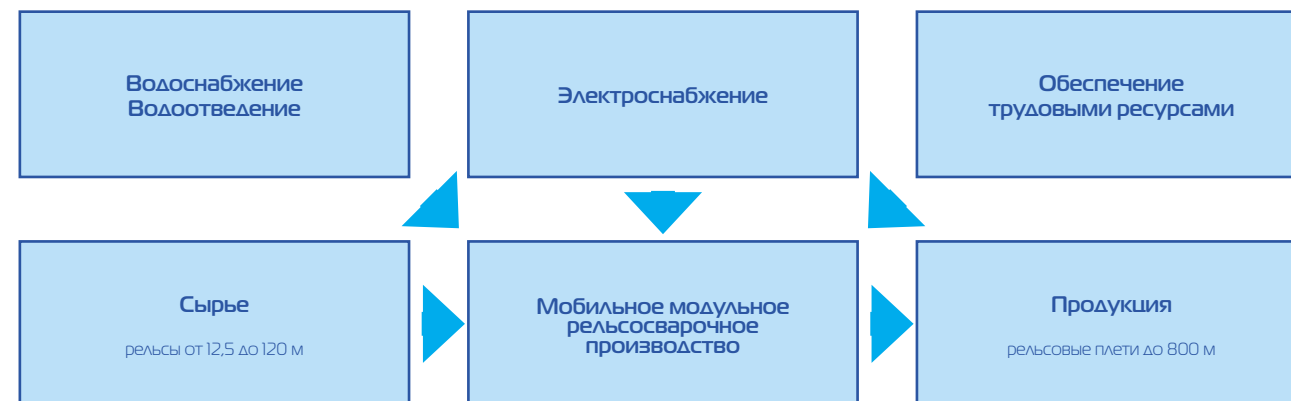 Водоснабжение
Водоотведение
Электроснабжение
Обеспечение
трудовыми ресурсами
Сырье
рельсы от 12,5 до 120 м
Мобильное модульное
рельсосварочное
производство
Продукция
рельсовые плети до 800 м